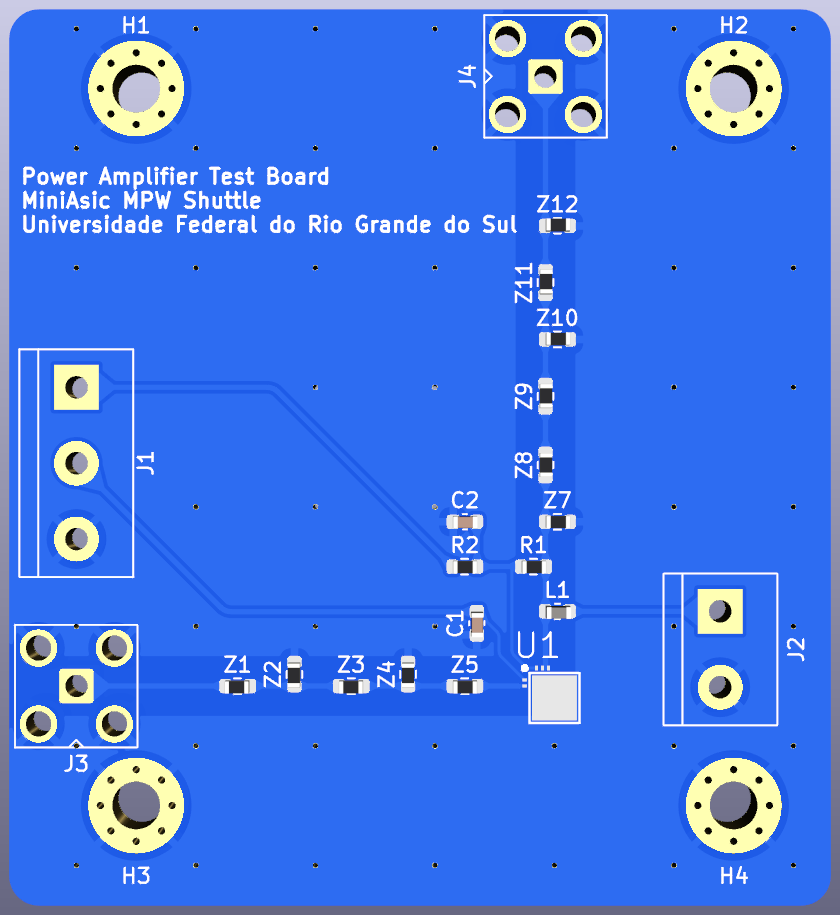 H1
H2
J4
Power Amplifier Test Board
MiniAsic MPW Shuttle
Universidade Federal do Rio Grande do Sul
Z12
Z11
Z10
Z9
J1
Z8
C2
Z7
R2
R1
L1
C1
U1
J2
Z1
Z2
Z3
Z4
Z5
J3
H3
H4